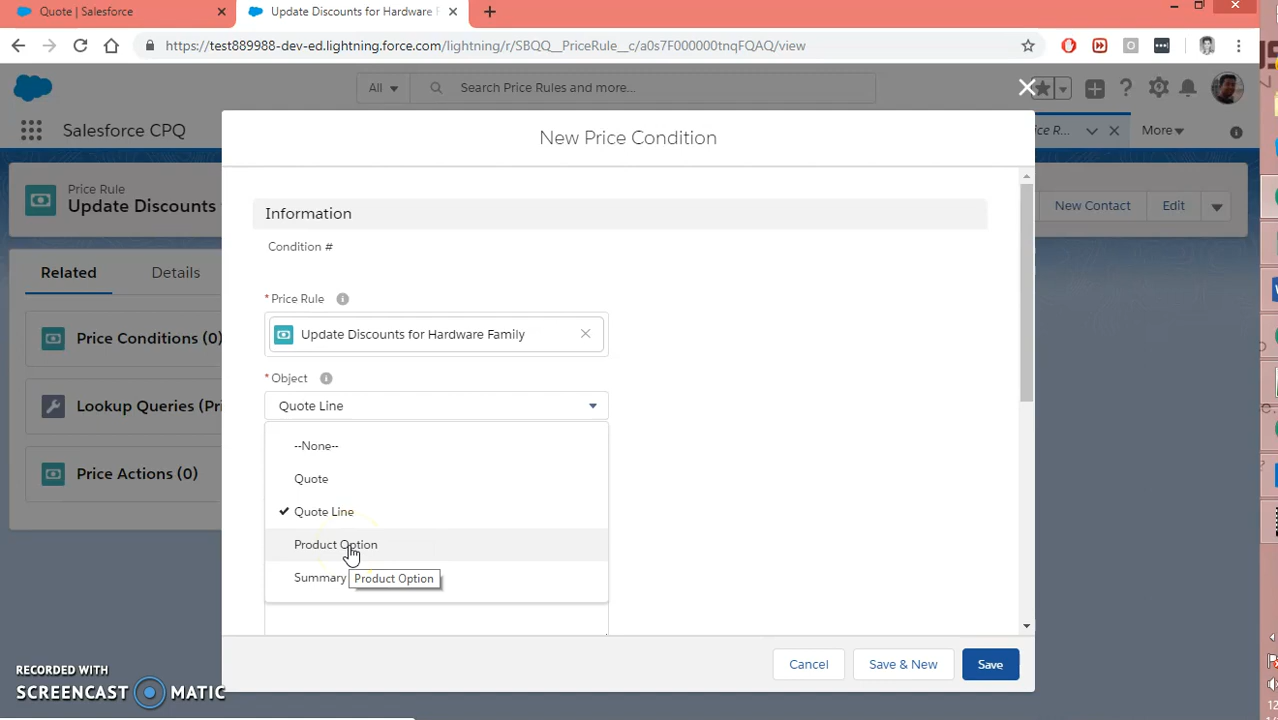 Quote | Salesforce
Update Discounts for Hardware F
https://test889988-dev-ed.lightning.force.com/lightning/r/SBQQ__PriceRule__c/a0s7F000000tnqFQAQ/view
All
Search Price Rules and more...
Salesforce CPQ
ice R...
More
Price Rule
Update Discounts
New Contact
Edit
Related
Details
Price Conditions (0)
Lookup Queries (Pri
Price Actions (0)
New Price Condition
Information
Condition #
*Price Rule
Update Discounts for Hardware Family
*Object
Quote Line
--None--
Quote
Quote Line
Product Option
Summary
Product Option
Cancel
Save & New
Save
RECORDED WITH
SCREENCAST MATIC